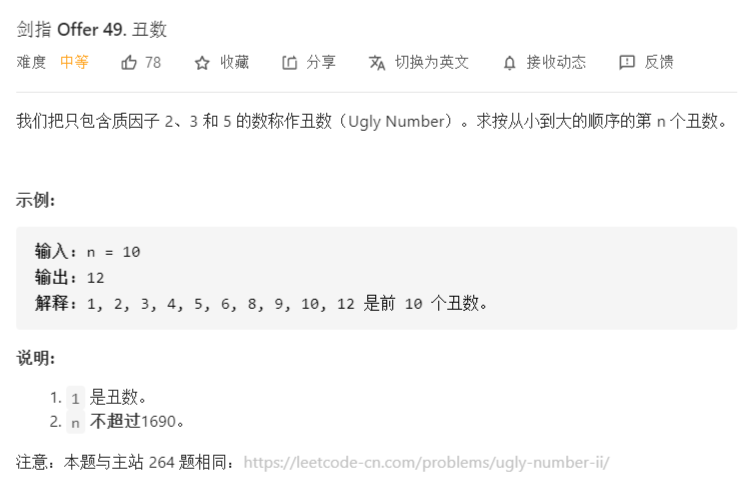 剑指 Offer 49. 丑数
难度 中等 78 收藏 分享 切换为英文 接收动态 反馈
我们把只包含质因子 2、3 和 5 的数称作丑数（Ugly Number）。求按从小到大的顺序的第 n 个丑数。
示例:
输入: n = 10
输出: 12
解释: 1, 2, 3, 4, 5, 6, 8, 9, 10, 12 是前 10 个丑数。
说明:
1. 1 是丑数。
2. n 不超过1690。
注意：本题与主站 264 题相同：https://leetcode-cn.com/problems/ugly-number-ii/